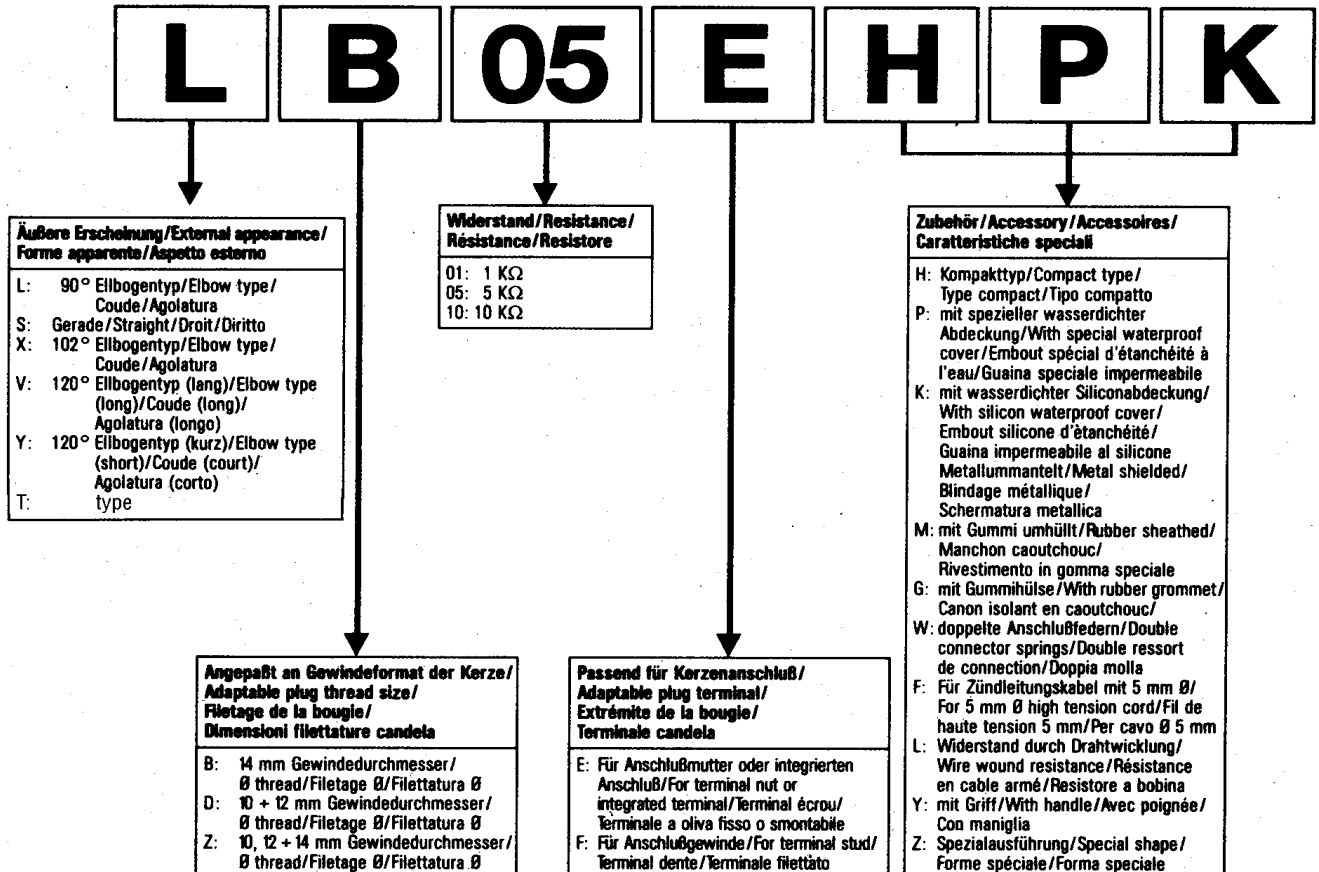 L B 05 E H P K
Äußere Erscheinung/External appearance/
Forme apparente/Aspetto esterno
L: 90° Ellbogentyp/Elbow type/
Coude/Agolatura
S: Gerade/Straight/Droit/Diritto
X: 102° Ellbogentyp/Elbow type/
Coude/Agolatura
V: 120° Ellbogentyp (lang)/Elbow type
(long)/Coude (long)/
Agolatura (longo)
Y: 120° Ellbogentyp (kurz)/Elbow type
(short)/Coude (court)/
Agolatura (corto)
T: type
Widerstand/Resistance/
Résistance/Resistore
01: 1 KΩ
05: 5 KΩ
10: 10 KΩ
Zubehör/Accessory/Accessoires/
Caratteristiche speciali
H: Kompakttyp/Compact type/
Type compact/Tipo compatto
P: mit spezieller wasserdichter
Abdeckung/With special waterproof
cover/Embout spécial d'étanchéité à
l'eau/Guaina speciale impermeabile
K: mit wasserdichter Siliconabdeckung/
With silicon waterproof cover/
Embout silicone d'ètanchéité/
Guaina impermeabile al silicone
Metallummantelt/Metal shielded/
Blindage métallique/
Schermatura metallica
M: mit Gummi umhüllt/Rubber sheathed/
Manchon caoutchouc/
Rivestimento in gomma speciale
G: mit Gummihülse/With rubber grommet/
Canon isolant en caoutchouc/
W: doppelte Anschlußfedern/Double
connector springs/Double ressort
de connection/Doppia molla
F: Für Zündleitungskabel mit 5 mm Ø/
For 5 mm Ø high tension cord/Fil de
haute tension 5 mm/Per cavo Ø 5 mm
L: Widerstand durch Drahtwicklung/
Wire wound resistance/Résistance
en cable armé/Resistore a bobina
Y: mit Griff/With handle/Avec poignée/
Con maniglia
Z: Spezialausführung/Special shape/
Forme spéciale/Forma speciale
Angepaßt an Gewindeformat der Kerze/
Adaptable plug thread size/
Filetage de la bougie/
Dimensioni filettature candela
B: 14 mm Gewindedurchmesser/
Ø thread/Filetage Ø/Filettatura Ø
D: 10 + 12 mm Gewindedurchmesser/
Ø thread/Filetage Ø/Filettatura Ø
Z: 10, 12 + 14 mm Gewindedurchmesser/
Ø thread/Filetage Ø/Filettatura Ø
Passend für Kerzenanschluß/
Adaptable plug terminal/
Extrémite de la bougie/
Terminale candela
E: Für Anschlußmutter oder integrierten
Anschluß/For terminal nut or
integrated terminal/Terminal écrou/
Terminale a oliva fisso o smontabile
F: Für Anschlußgewinde/For terminal stud/
Terminal dente/Terminale filettato